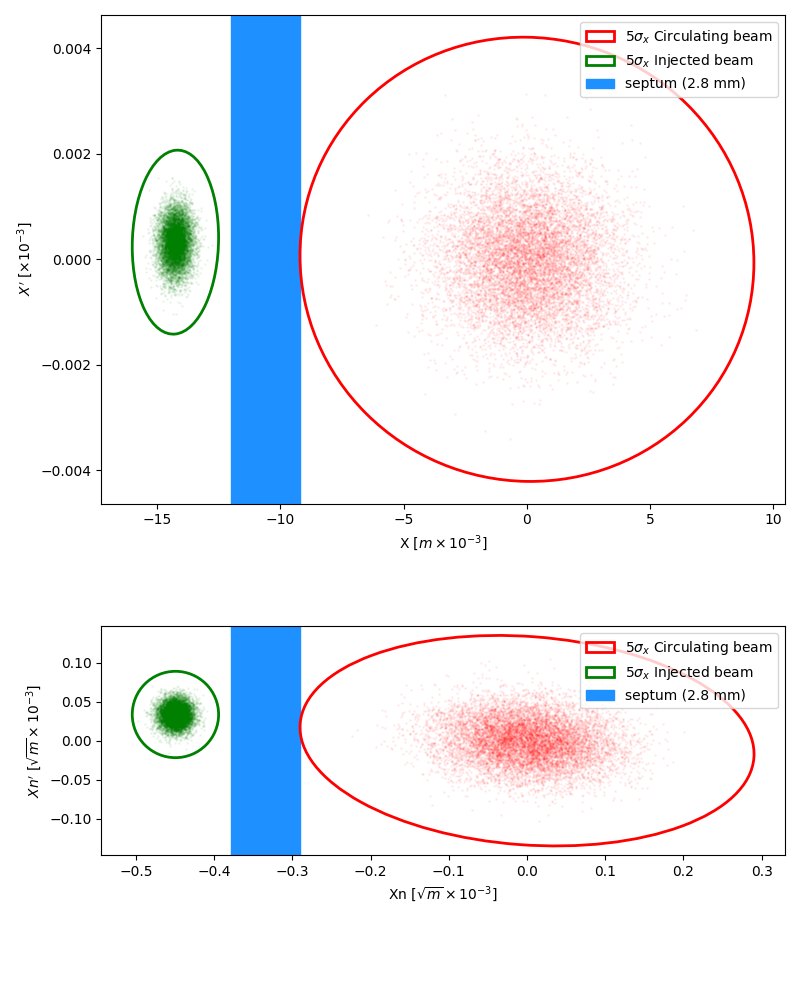 0.004
0.002
0.000
−0.002
−0.004
X′ [×10⁻³]
5σₓ Circulating beam
5σₓ Injected beam
septum (2.8 mm)
−15 −10 −5 0 5 10
X [m × 10⁻³]
0.10
0.05
0.00
−0.05
−0.10
Xn′ [√m × 10⁻³]
5σₓ Circulating beam
5σₓ Injected beam
septum (2.8 mm)
−0.5 −0.4 −0.3 −0.2 −0.1 0.0 0.1 0.2 0.3
Xn [√m × 10⁻³]